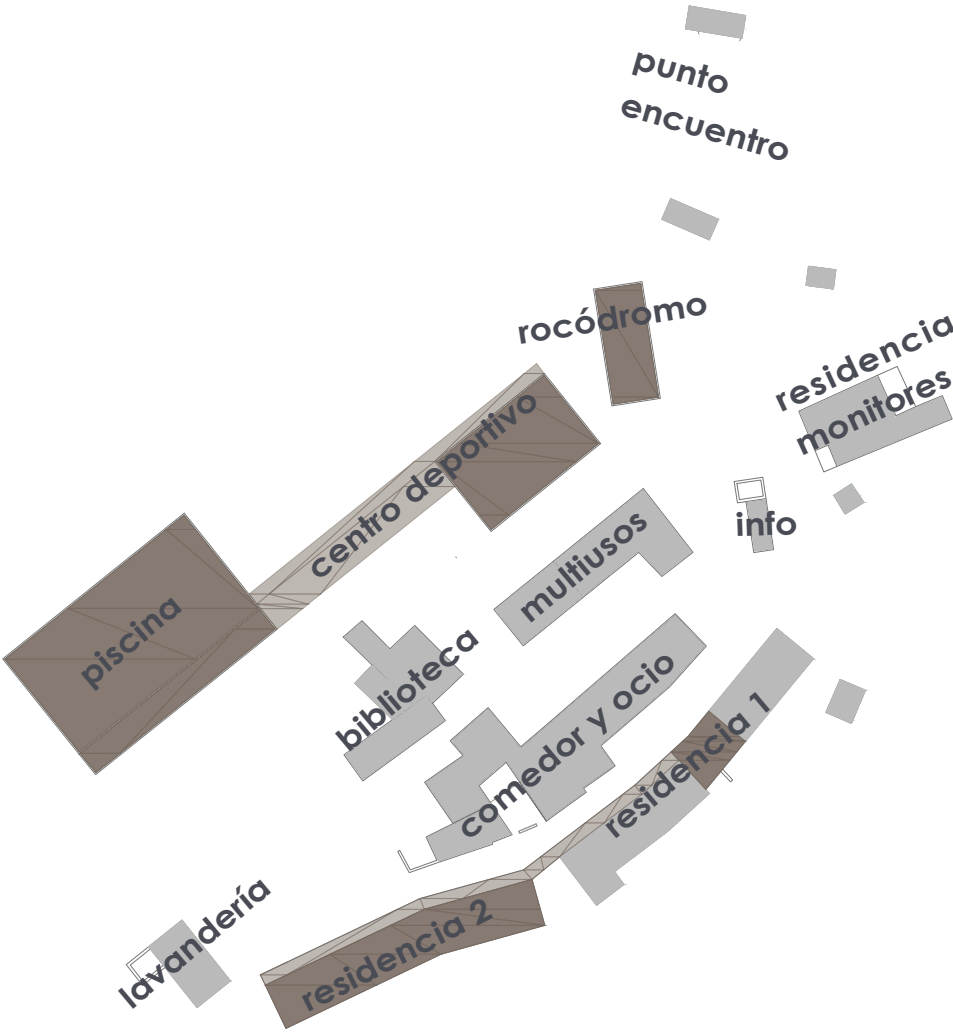 punto
encuentro
rocódromo
residencia
monitores
centro deportivo
info
multiusos
piscina
biblioteca
comedor y ocio
residencia 1
lavandería
residencia 2